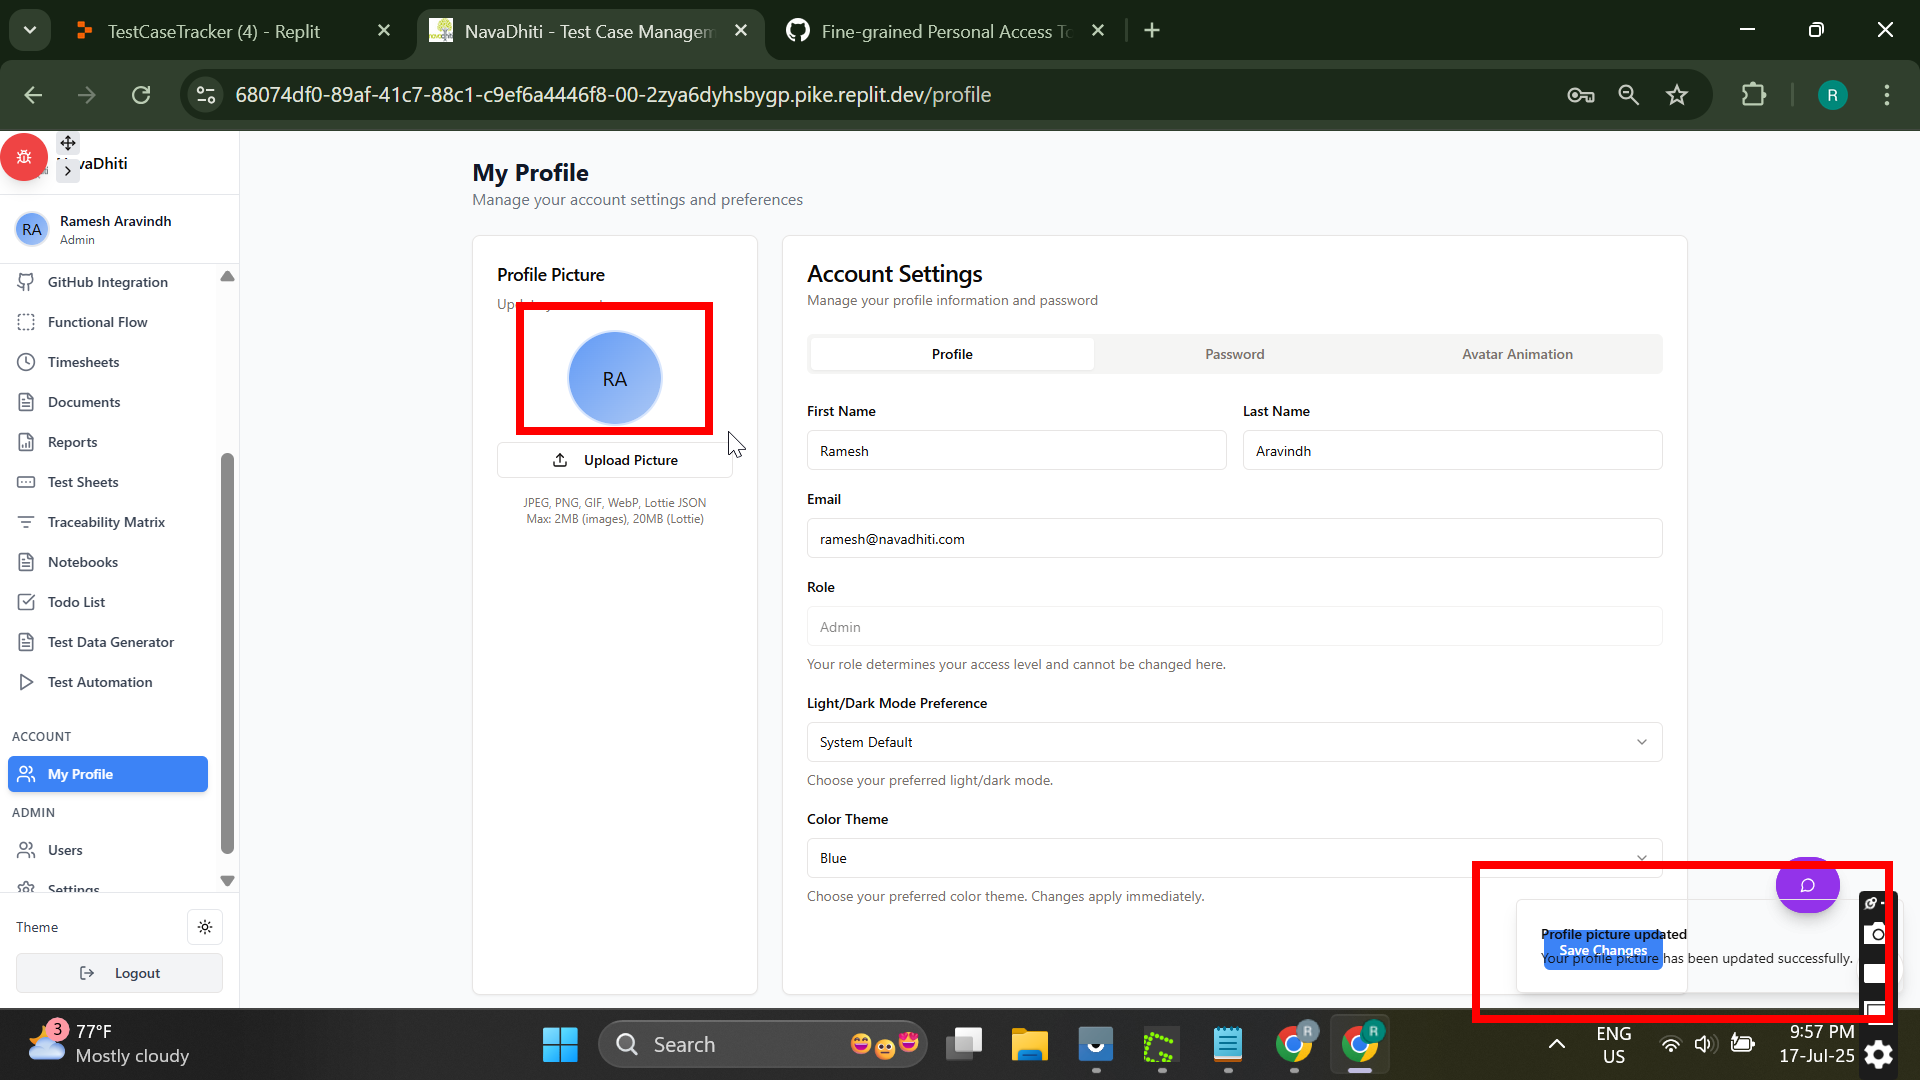 TestCaseTracker (4) - Replit
NavaDhiti - Test Case Managem
Fine-grained Personal Access To
68074df0-89af-41c7-88c1-c9ef6a4446f8-00-2zya6dyhsbygp.pike.replit.dev/profile
R
vaDhiti
RA
Ramesh Aravindh
Admin
GitHub Integration
Functional Flow
Timesheets
Documents
Reports
Test Sheets
Traceability Matrix
Notebooks
Todo List
Test Data Generator
Test Automation
ACCOUNT
My Profile
ADMIN
Users
Settings
Theme
Logout
My Profile
Manage your account settings and preferences
Profile Picture
RA
Upload Picture
JPEG, PNG, GIF, WebP, Lottie JSON
Max: 2MB (images), 20MB (Lottie)
Account Settings
Manage your profile information and password
Profile
Password
Avatar Animation
First Name
Last Name
Ramesh
Aravindh
Email
ramesh@navadhiti.com
Role
Admin
Your role determines your access level and cannot be changed here.
Light/Dark Mode Preference
System Default
Choose your preferred light/dark mode.
Color Theme
Blue
Choose your preferred color theme. Changes apply immediately.
Profile picture updated
Save Changes
Your profile picture has been updated successfully.
3
77°F
Mostly cloudy
Search
R
R
ENG
US
9:57 PM
17-Jul-25